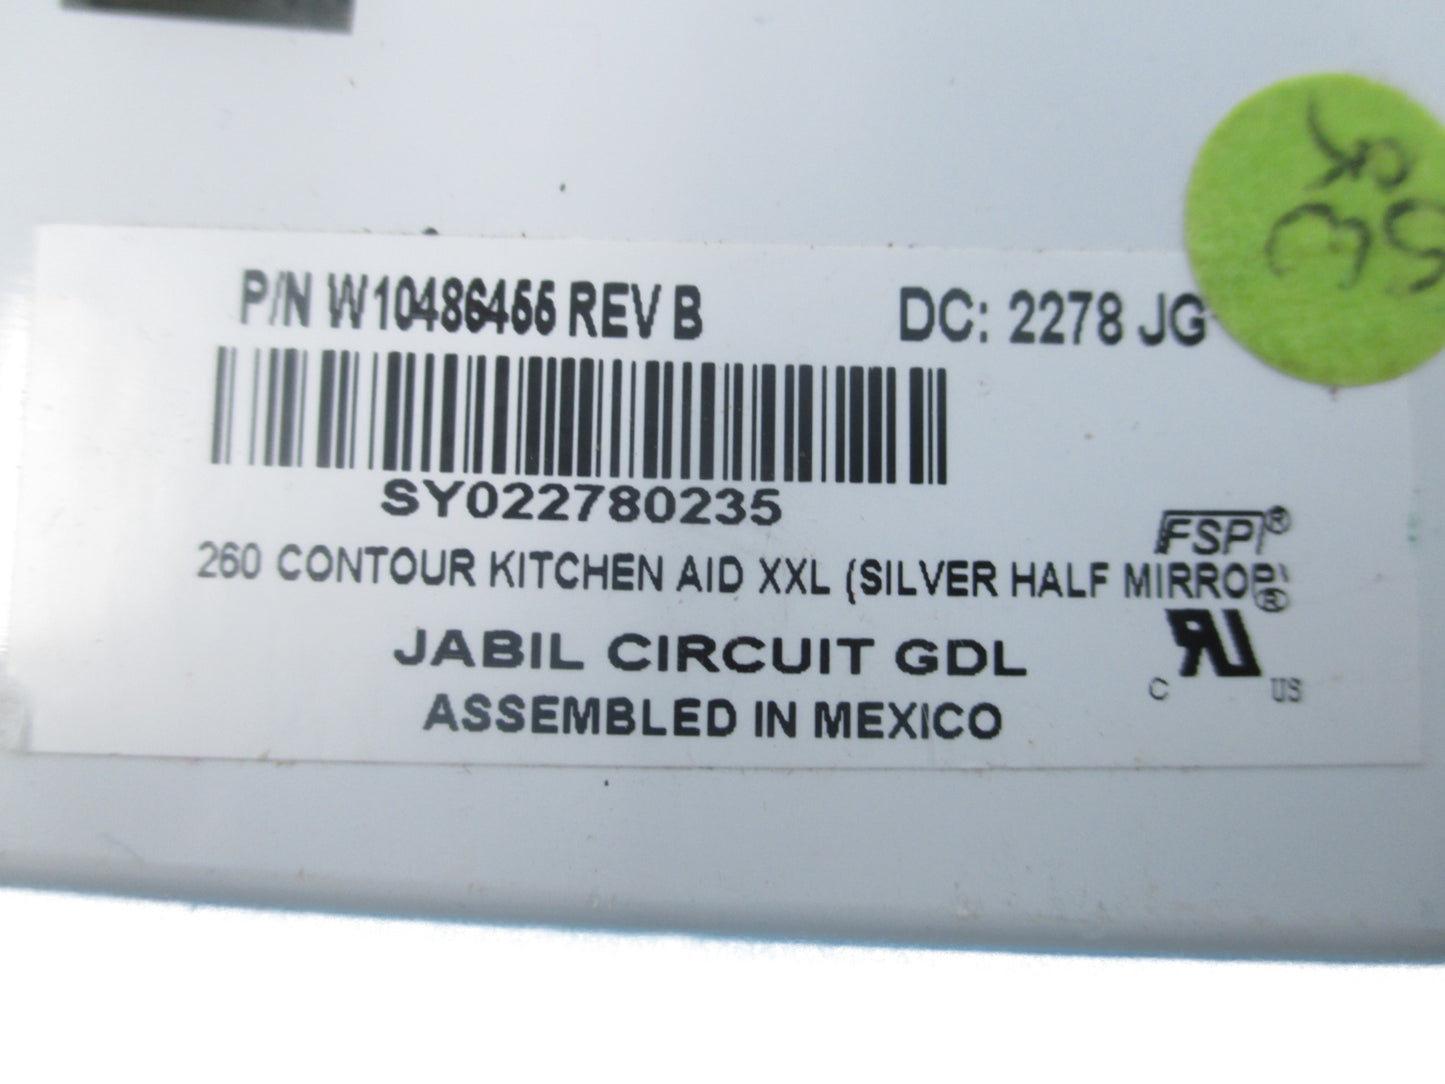 P/N W10486455 REV B DC: 2278 JG
SY022780235
FSP®
260 CONTOUR KITCHEN AID XXL (SILVER HALF MIRROR)
JABIL CIRCUIT GDL
C US
ASSEMBLED IN MEXICO